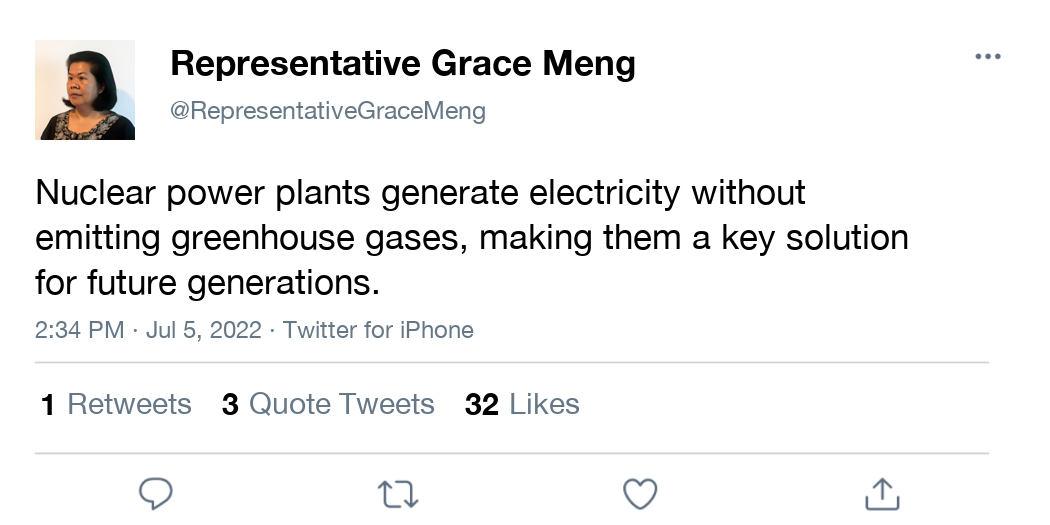 Representative Grace Meng
@RepresentativeGraceMeng
Nuclear power plants generate electricity without
emitting greenhouse gases, making them a key solution
for future generations.
2:34 PM · Jul 5, 2022 · Twitter for iPhone
1 Retweets 3 Quote Tweets 32 Likes